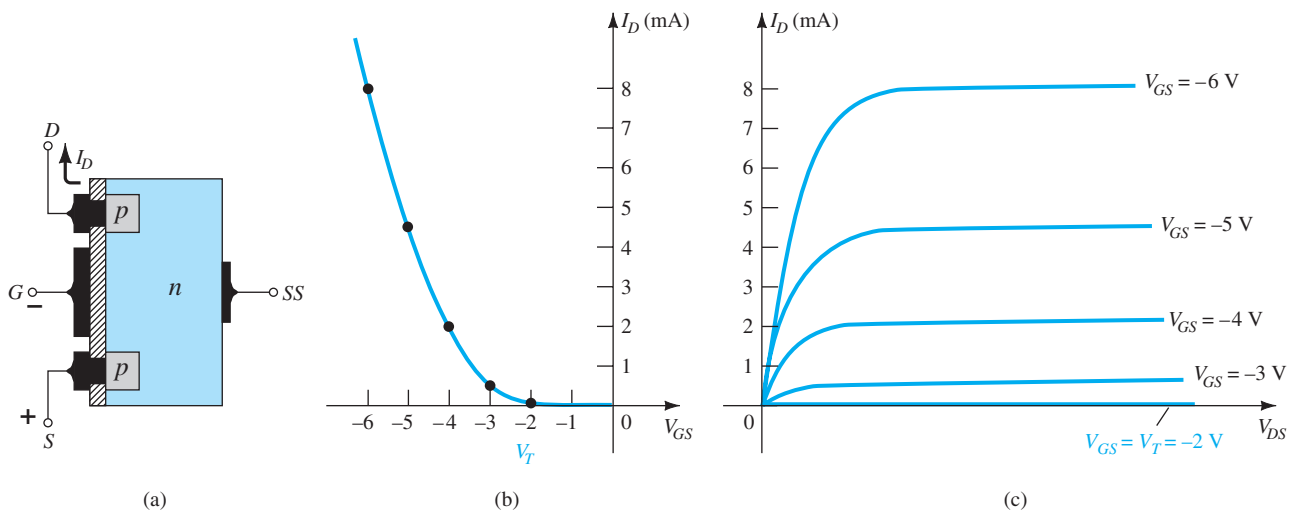 D
I_D
p
n
G
−
SS
p
+
S
(a)
I_D (mA)
8
7
6
5
4
3
2
1
0
−6 −5 −4 −3 −2 −1
V_T
V_GS
(b)
I_D (mA)
8
7
6
5
4
3
2
1
0
V_GS = −6 V
V_GS = −5 V
V_GS = −4 V
V_GS = −3 V
V_GS = V_T = −2 V
V_DS
(c)